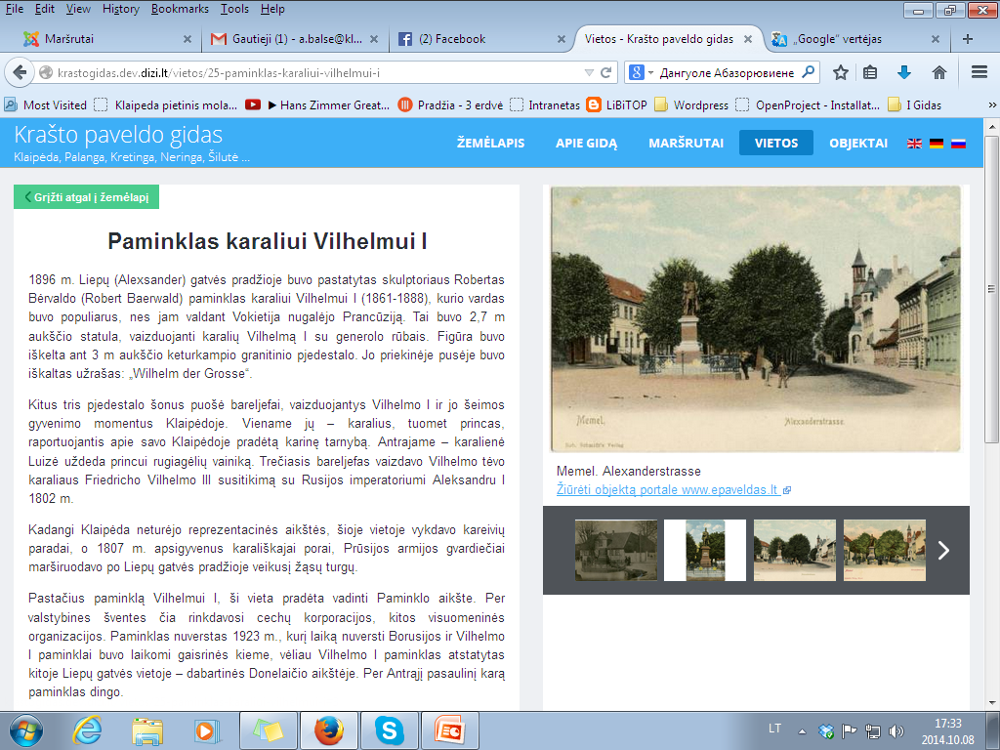 File Edit View History Bookmarks Tools Help
Maršrutai
Gautieji (1) - a.balse@kl...
(2) Facebook
Vietos - Krašto paveldo gidas
„Google“ vertėjas
krastogidas.dev.dizi.lt/vietos/25-paminklas-karaliui-vilhelmui-i
Дангуоле Абазорювиене
Most Visited Klaipeda pietinis mola... ▶ Hans Zimmer Great... Pradžia - 3 erdvė Intranetas LiBiTOP Wordpress OpenProject - Installat... I Gidas »
Krašto paveldo gidas
Klaipėda, Palanga, Kretinga, Neringa, Šilutė ...
ŽEMĖLAPIS APIE GIDĄ MARŠRUTAI VIETOS OBJEKTAI
Grįžti atgal į žemėlapį
Paminklas karaliui Vilhelmui I
1896 m. Liepų (Alexsander) gatvės pradžioje buvo pastatytas skulptoriaus Robertas
Bėrvaldo (Robert Baerwald) paminklas karaliui Vilhelmui I (1861-1888), kurio vardas
buvo populiarus, nes jam valdant Vokietija nugalėjo Prancūziją. Tai buvo 2,7 m
aukščio statula, vaizduojanti karalių Vilhelmą I su generolo rūbais. Figūra buvo
iškelta ant 3 m aukščio keturkampio granitinio pjedestalo. Jo priekinėje pusėje buvo
iškaltas užrašas: „Wilhelm der Grosse“.
Kitus tris pjedestalo šonus puošė bareljefai, vaizduojantys Vilhelmo I ir jo šeimos
gyvenimo momentus Klaipėdoje. Viename jų – karalius, tuomet princas,
raportuojantis apie savo Klaipėdoje pradėtą karinę tarnybą. Antrajame – karalienė
Luizė uždeda princui rugiagėlių vainiką. Trečiasis bareljefas vaizdavo Vilhelmo tėvo
karaliaus Friedricho Vilhelmo III susitikimą su Rusijos imperatoriumi Aleksandru I
1802 m.
Kadangi Klaipėda neturėjo reprezentacinės aikštės, šioje vietoje vykdavo kareivių
paradai, o 1807 m. apsigyvenus karališkajai porai, Prūsijos armijos gvardiečiai
marširuodavo po Liepų gatvės pradžioje veikusį žąsų turgų.
Pastačius paminklą Vilhelmui I, ši vieta pradėta vadinti Paminklo aikšte. Per
valstybines šventes čia rinkdavosi cechų korporacijos, kitos visuomeninės
organizacijos. Paminklas nuverstas 1923 m., kurį laiką nuversti Borusijos ir Vilhelmo
I paminklai buvo laikomi gaisrinės kieme, vėliau Vilhelmo I paminklas atstatytas
kitoje Liepų gatvės vietoje – dabartinės Donelaičio aikštėje. Per Antrąjį pasaulinį karą
paminklas dingo.
Memel. Alexanderstrasse.
Memel. Alexanderstrasse
Žiūrėti objektą portale www.epaveldas.lt
LT
17:33
2014.10.08